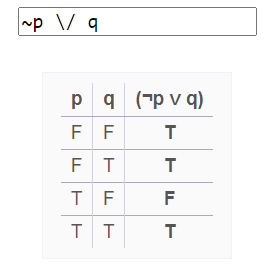 ~p \/ q
p q (¬p ∨ q)
F F T
F T T
T F F
T T T